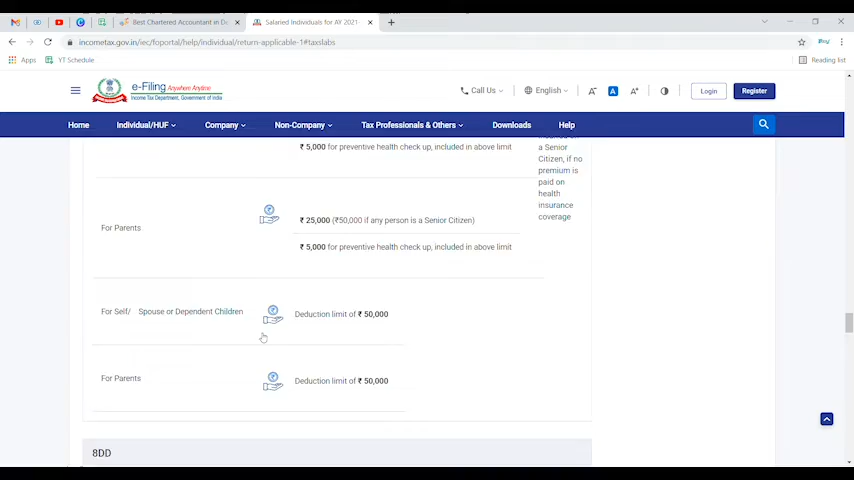 Best Chartered Accountant in De
Salaried Individuals for AY 2021-
incometax.gov.in/iec/foportal/help/individual/return-applicable-1#taxslabs
Apps
YT Schedule
Reading list
e-Filing Anywhere Anytime
Income Tax Department, Government of India
Call Us
English
A
A
A
Login
Register
Home
Individual/HUF
Company
Non-Company
Tax Professionals & Others
Downloads
Help
₹ 5,000 for preventive health check up, included in above limit
a Senior
Citizen, if no
premium is
paid on
health
insurance
coverage
For Parents
₹ 25,000 (₹50,000 if any person is a Senior Citizen)
₹ 5,000 for preventive health check up, included in above limit
For Self/ Spouse or Dependent Children
Deduction limit of ₹ 50,000
For Parents
Deduction limit of ₹ 50,000
8DD